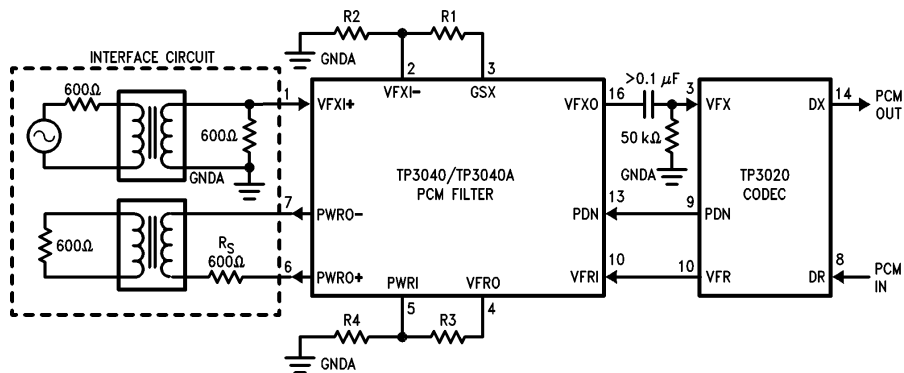 R2
R1
GNDA
INTERFACE CIRCUIT
2
3
>0.1 μF
600Ω
1
VFXI+
VFXI-
GSX
VFXO
16
3
VFX
DX
14
PCM
OUT
600Ω
50 kΩ
GNDA
GNDA
TP3040/TP3040A
PCM FILTER
TP3020
CODEC
7
PWRO-
13
PDN
9
PDN
600Ω
RS
600Ω
6
PWRO+
PWRI
VFRO
10
VFRI
10
VFR
8
DR
PCM
IN
5
4
R4
R3
GNDA